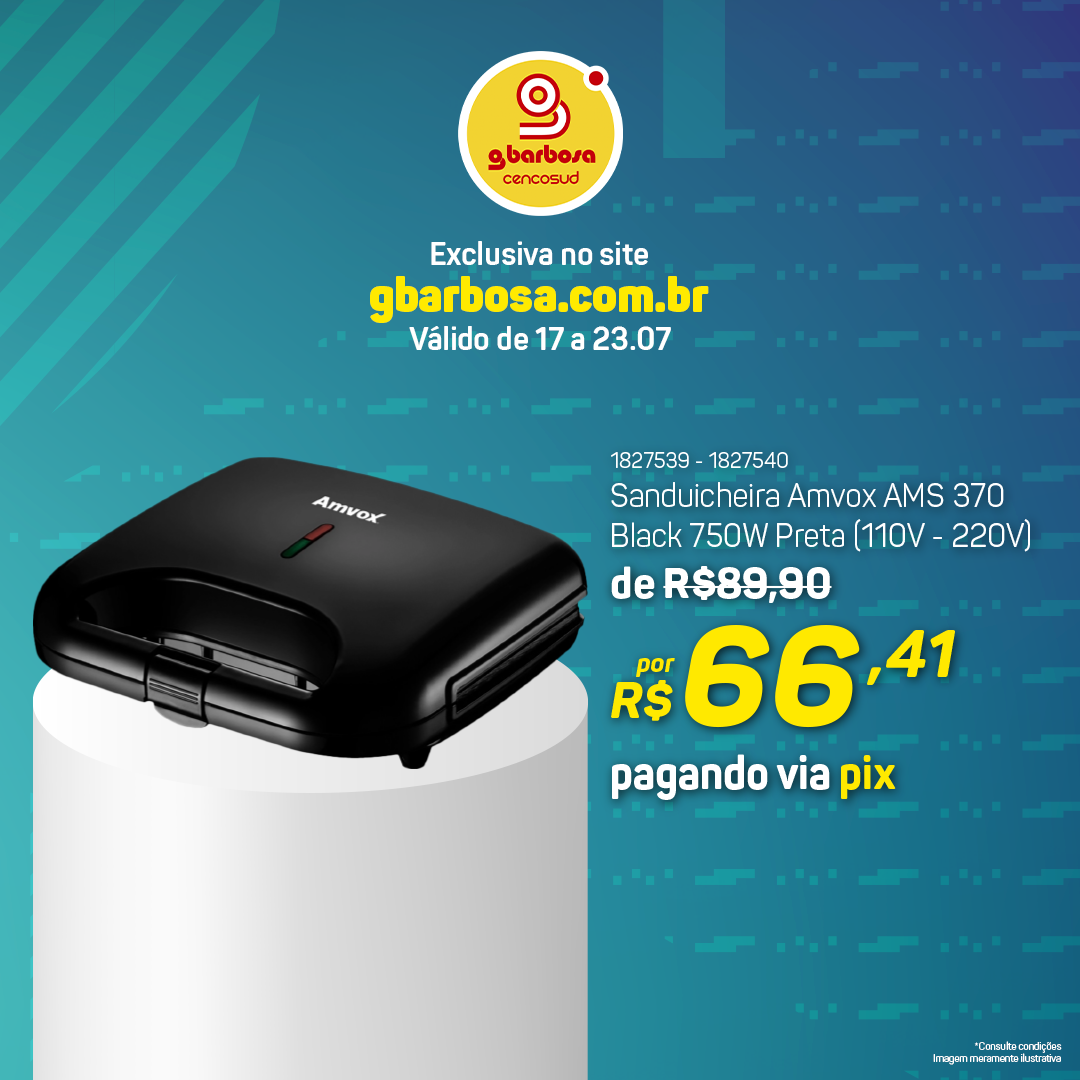 gbarbosa
cencosud
Exclusiva no site
gbarbosa.com.br
Válido de 17 a 23.07
Amvox
1827539 - 1827540
Sanduicheira Amvox AMS 370
Black 750W Preta (110V - 220V)
de R$89,90
por
R$ 66,41
pagando via pix
*Consulte condições
Imagem meramente ilustrativa